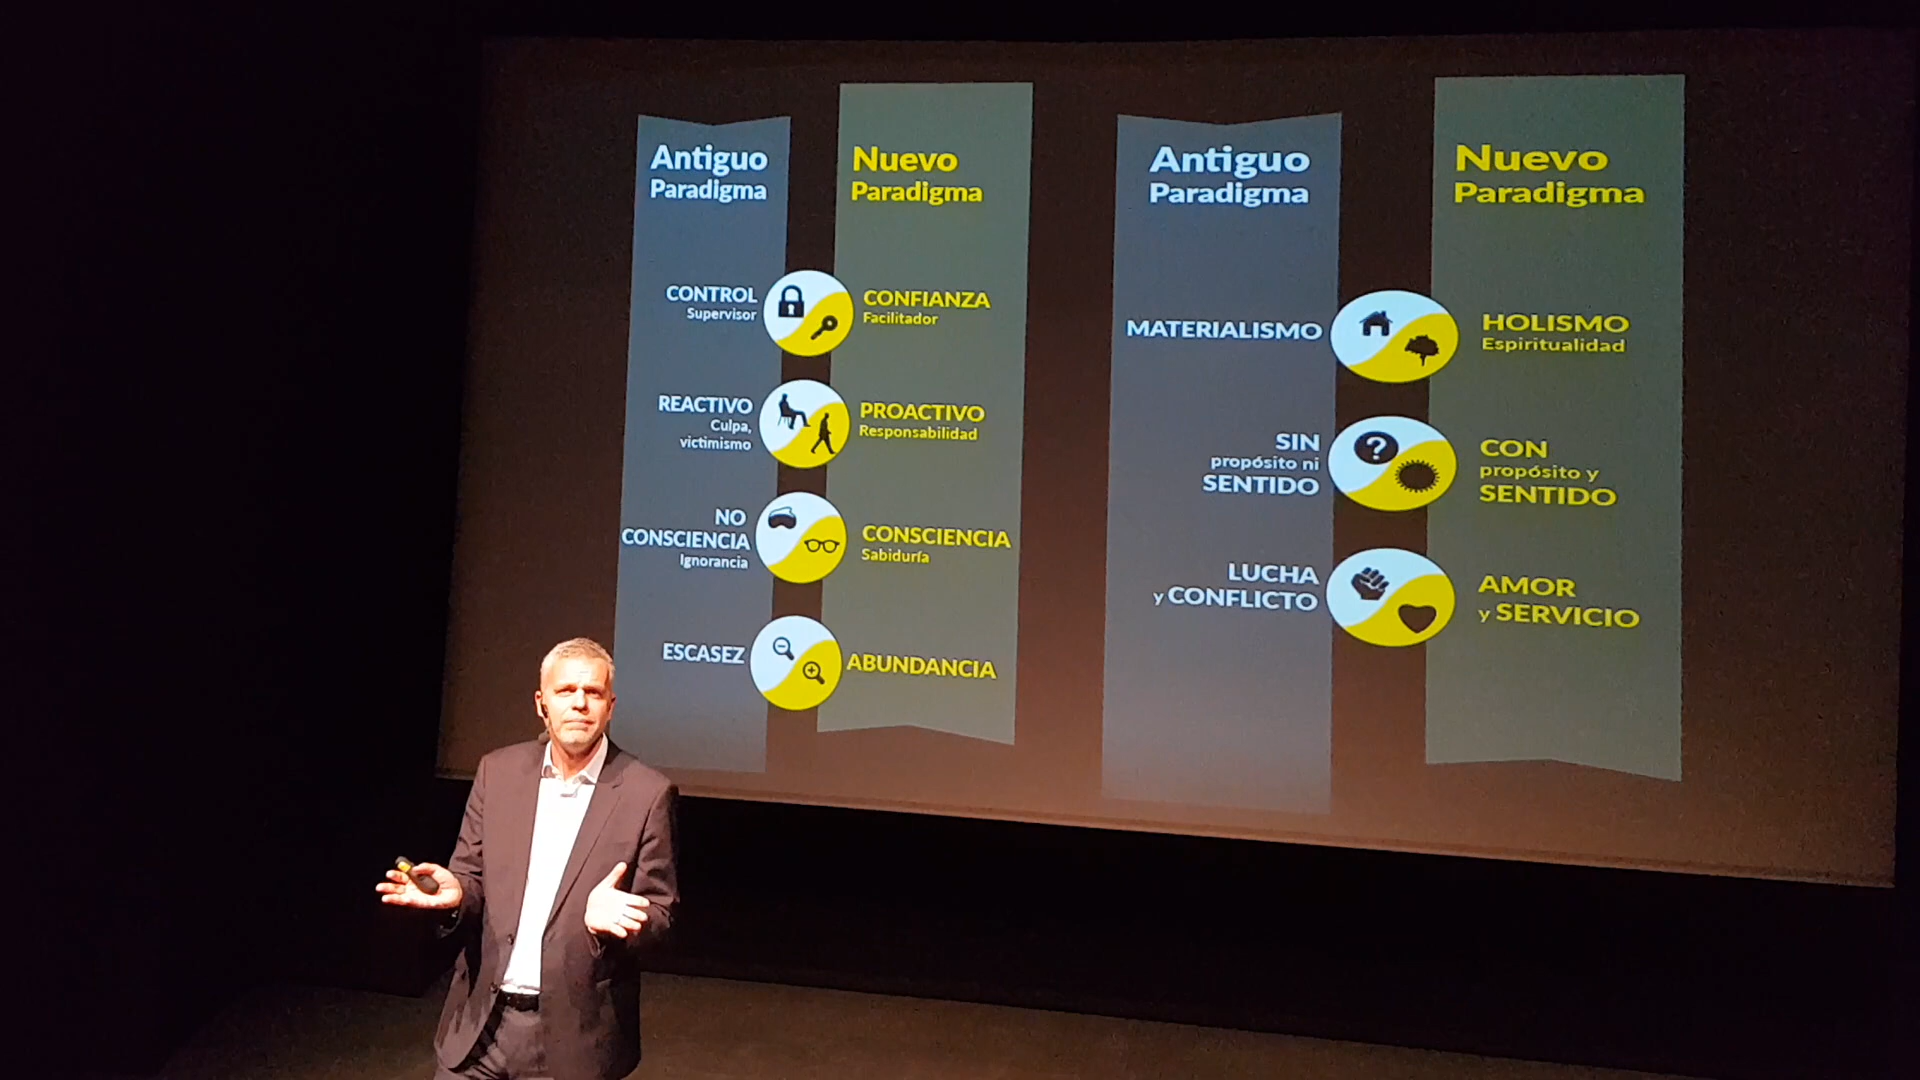 Antiguo
Paradigma
Nuevo
Paradigma
CONTROL
Supervisor
CONFIANZA
Facilitador
REACTIVO
Culpa,
victimismo
PROACTIVO
Responsabilidad
NO
CONSCIENCIA
Ignorancia
CONSCIENCIA
Sabiduría
ESCASEZ
ABUNDANCIA
Antiguo
Paradigma
Nuevo
Paradigma
MATERIALISMO
HOLISMO
Espiritualidad
SIN
propósito ni
SENTIDO
?
CON
propósito y
SENTIDO
LUCHA
y CONFLICTO
AMOR
y SERVICIO